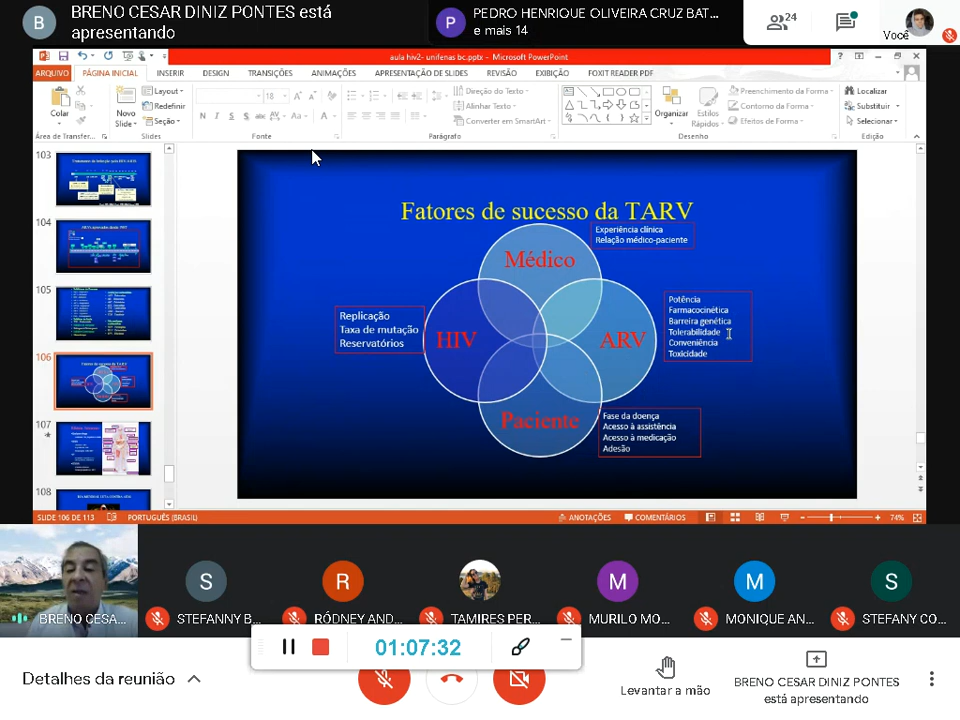 B
BRENO CESAR DINIZ PONTES está
apresentando
P
PEDRO HENRIQUE OLIVEIRA CRUZ BAT...
e mais 14
24
Você
aula hiv2- unifenas bc.pptx - Microsoft PowerPoint
ARQUIVO
PÁGINA INICIAL
INSERIR
DESIGN
TRANSIÇÕES
ANIMAÇÕES
APRESENTAÇÃO DE SLIDES
REVISÃO
EXIBIÇÃO
FOXIT READER PDF
Colar
Novo
Slide
Layout
Redefinir
Seção
18
N I S S
Aa
A
Direção do Texto
Alinhar Texto
Converter em SmartArt
Organizar
Estilos
Rápidos
Preenchimento da Forma
Contorno da Forma
Efeitos de Forma
Localizar
Substituir
Selecionar
Área de Transfer...
Slides
Fonte
Parágrafo
Desenho
Edição
103
104
105
106
107
108
Fatores de sucesso da TARV
Médico
Experiência clínica
Relação médico-paciente
HIV
Replicação
Taxa de mutação
Reservatórios
ARV
Potência
Farmacocinética
Barreira genética
Tolerabilidade
Conveniência
Toxicidade
Paciente
Fase da doença
Acesso à assistência
Acesso à medicação
Adesão
SLIDE 106 DE 113
PORTUGUÊS (BRASIL)
ANOTAÇÕES
COMENTÁRIOS
74%
BRENO CESA...
S
STEFANNY B...
R
RÓDNEY AND...
TAMIRES PER...
M
MURILO MO...
M
MONIQUE AN...
S
STEFANY CO...
01:07:32
Detalhes da reunião
Levantar a mão
BRENO CESAR DINIZ PONTES
está apresentando